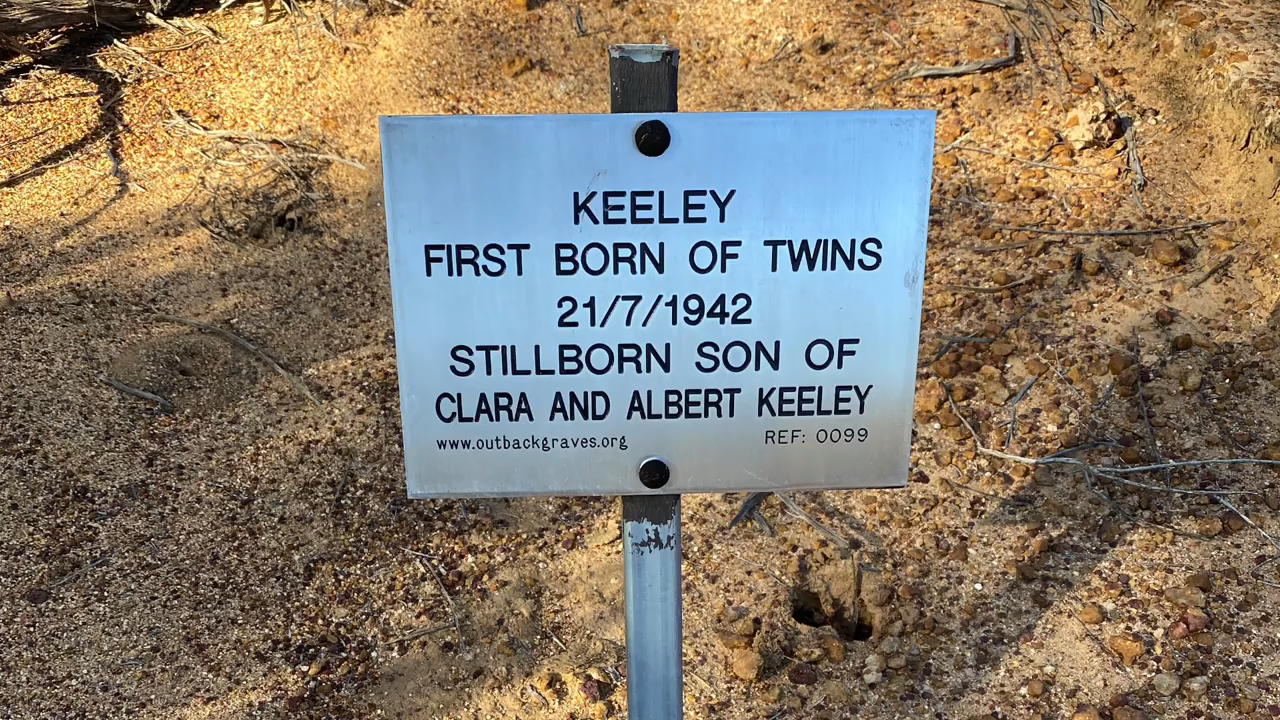 KEELEY
FIRST BORN OF TWINS
21/7/1942
STILLBORN SON OF
CLARA AND ALBERT KEELEY
www.outbackgraves.org REF: 0099